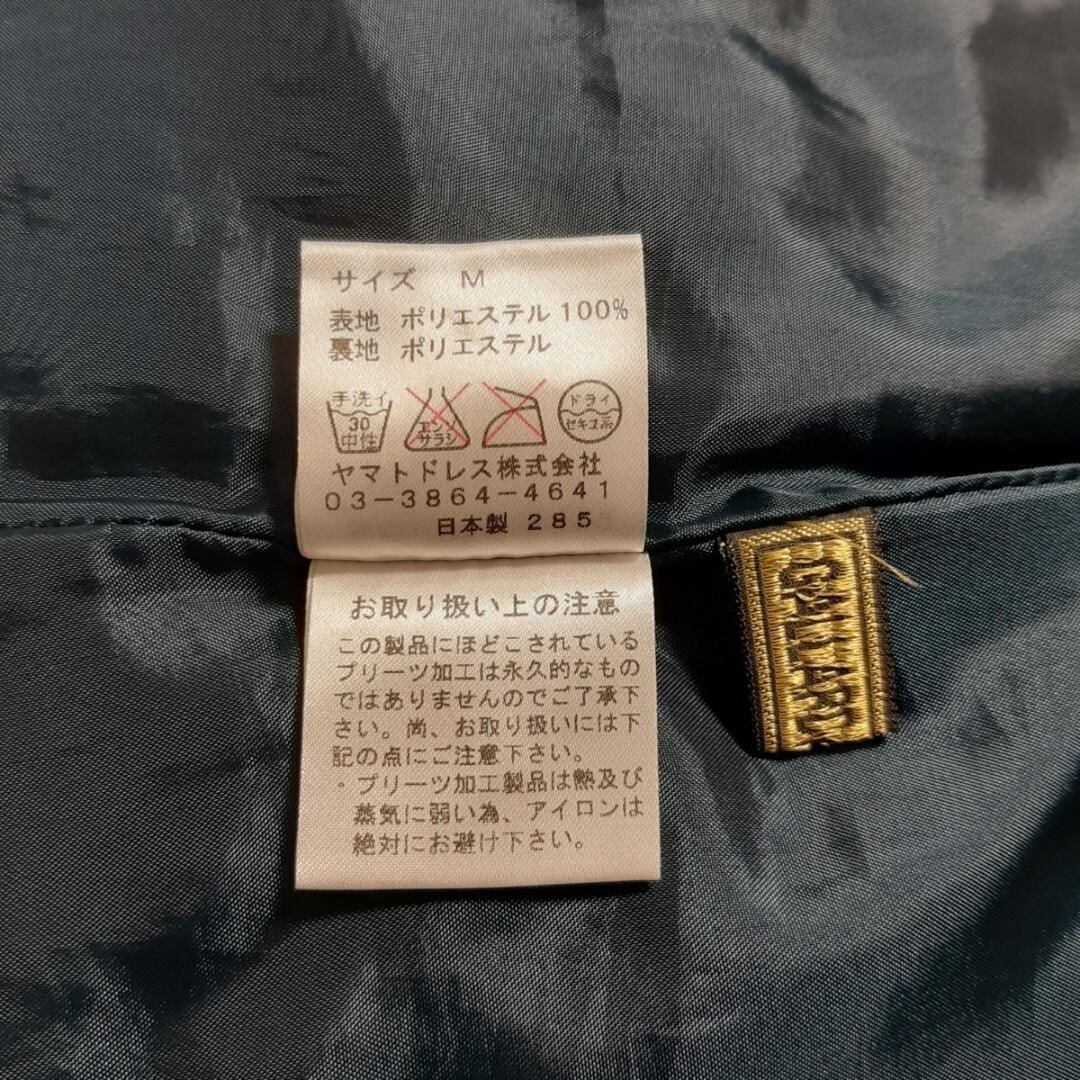 サイズ M
表地 ポリエステル 100%
裏地 ポリエステル
手洗イ
30
中性
エンソ
サラシ
ドライ
セキユ系
ヤマトドレス株式会社
03-3864-4641
日本製 285
お取り扱い上の注意
この製品にほどこされている
プリーツ加工は永久的なもの
ではありませんのでご了承下
さい。尚、お取り扱いには下
記の点にご注意下さい。
・プリーツ加工製品は熱及び
蒸気に弱い為、アイロンは
絶対にお避け下さい。